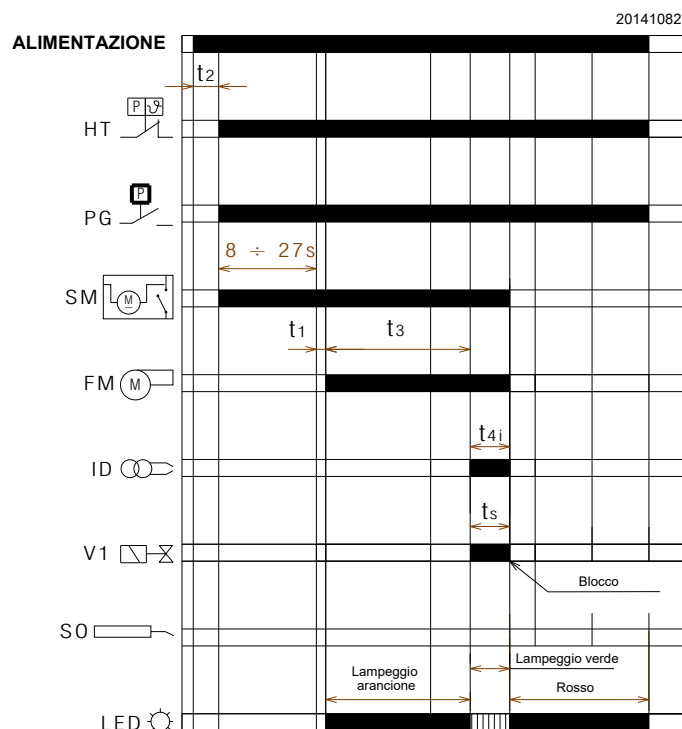 20141082
ALIMENTAZIONE
t2
P ϑ
HT
P
PG
8 ÷ 27s
SM
M
t1
t3
FM
M
t4i
ID
ts
V1
Blocco
SO
Lampeggio verde
Lampeggio
arancione
Rosso
LED